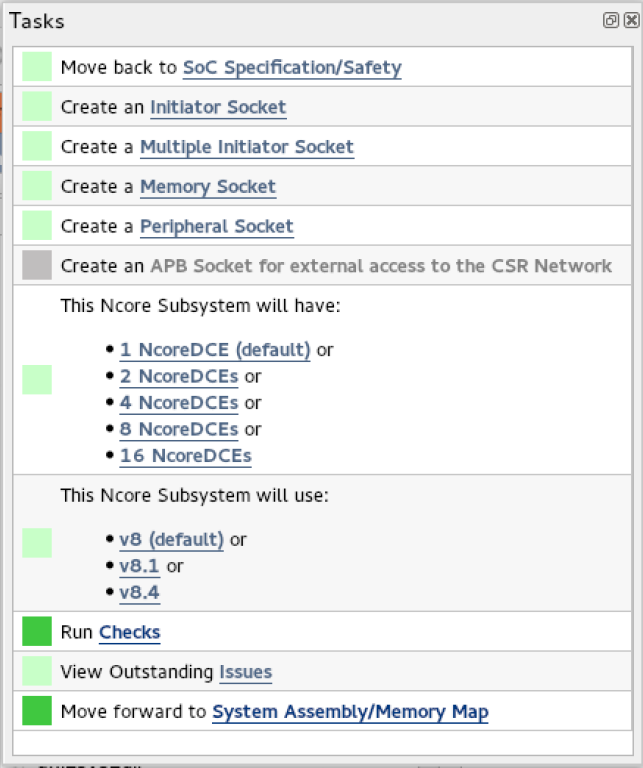 Tasks
Move back to SoC Specification/Safety
Create an Initiator Socket
Create a Multiple Initiator Socket
Create a Memory Socket
Create a Peripheral Socket
Create an APB Socket for external access to the CSR Network
This Ncore Subsystem will have:
• 1 NcoreDCE (default) or
• 2 NcoreDCEs or
• 4 NcoreDCEs or
• 8 NcoreDCEs or
• 16 NcoreDCEs
This Ncore Subsystem will use:
• v8 (default) or
• v8.1 or
• v8.4
Run Checks
View Outstanding Issues
Move forward to System Assembly/Memory Map